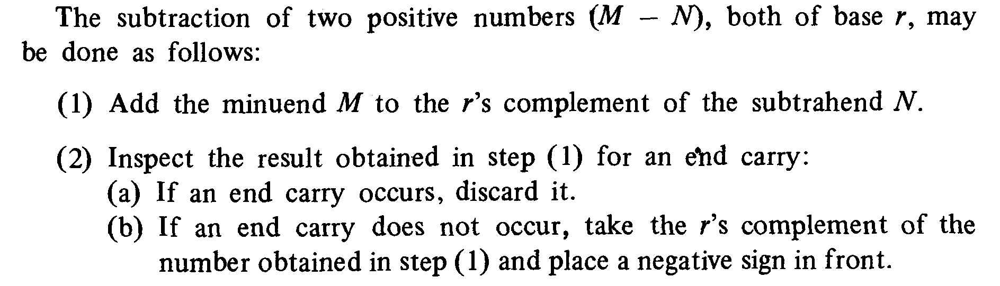 The subtraction of two positive numbers (M − N), both of base r, may
be done as follows:
(1) Add the minuend M to the r's complement of the subtrahend N.
(2) Inspect the result obtained in step (1) for an end carry:
(a) If an end carry occurs, discard it.
(b) If an end carry does not occur, take the r's complement of the
number obtained in step (1) and place a negative sign in front.